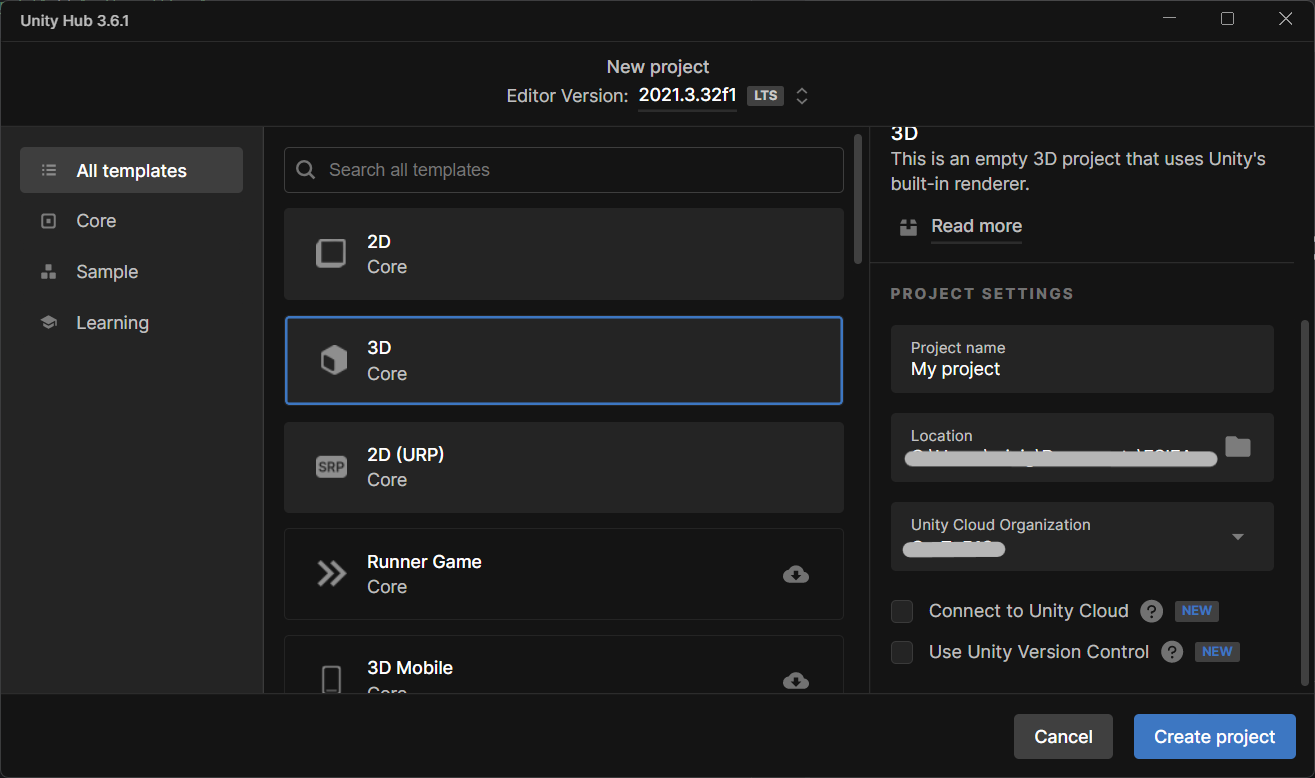 Unity Hub 3.6.1
New project
Editor Version: 2021.3.32f1 LTS
All templates
Core
Sample
Learning
Search all templates
2D
Core
3D
Core
SRP
2D (URP)
Core
Runner Game
Core
3D Mobile
Core
3D
This is an empty 3D project that uses Unity's
built-in renderer.
Read more
PROJECT SETTINGS
Project name
My project
Location
Unity Cloud Organization
Connect to Unity Cloud ? NEW
Use Unity Version Control ? NEW
Cancel
Create project